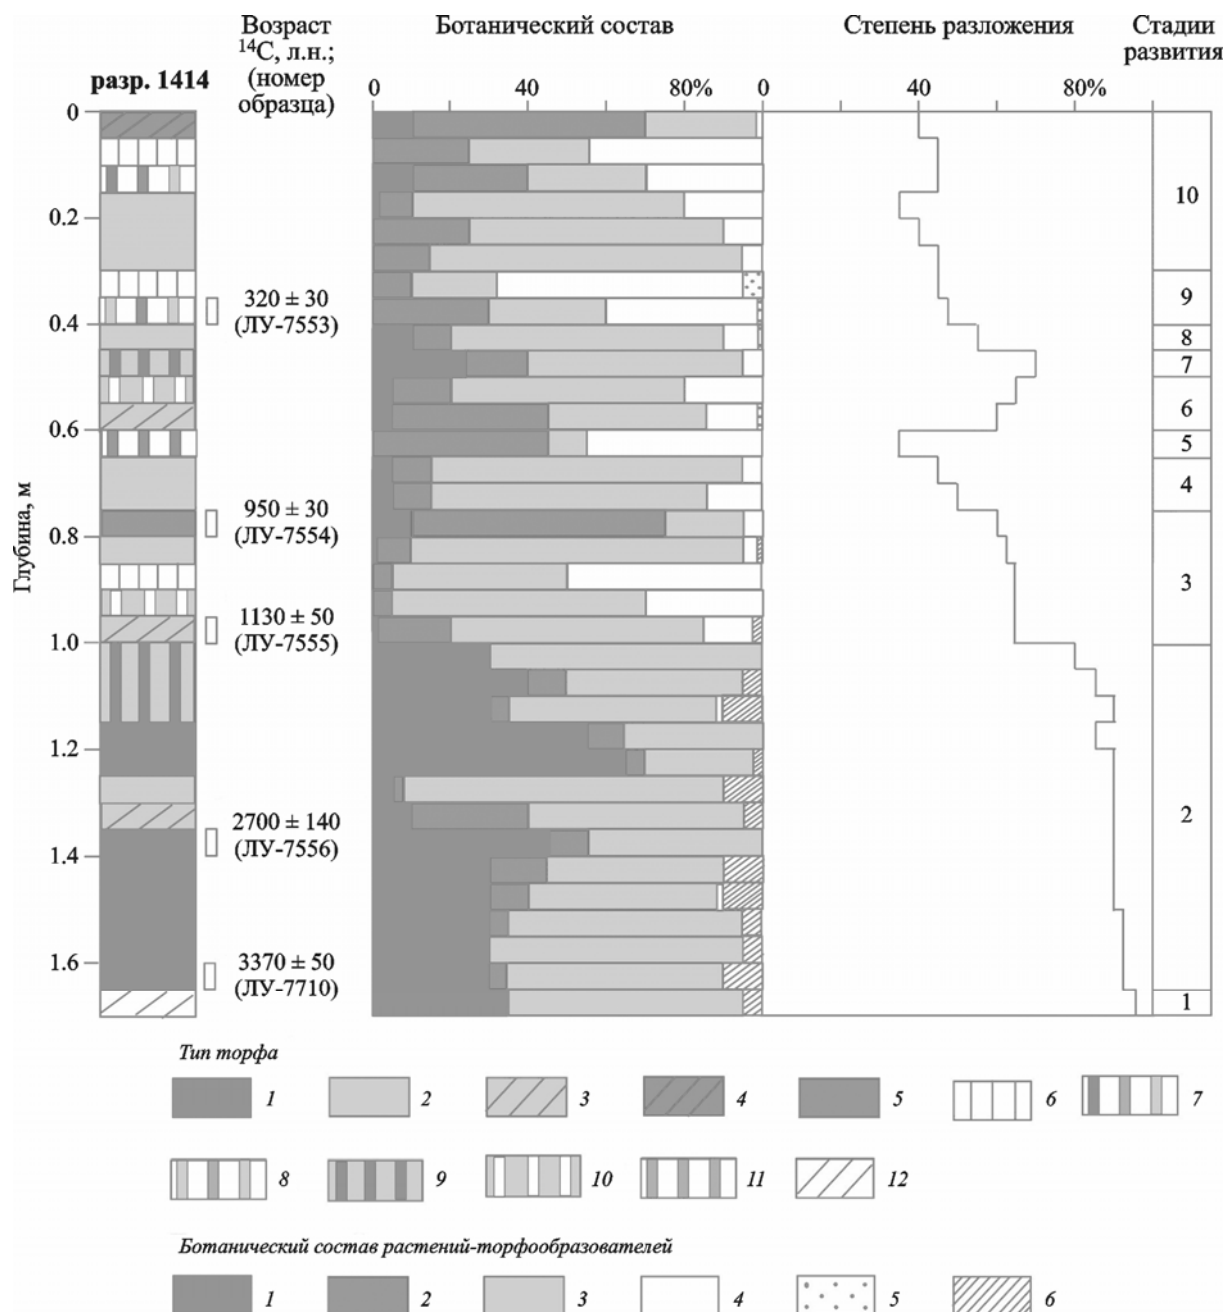 Возраст
¹⁴С, л.н.;
(номер
образца)
Ботанический состав
Степень разложения
Стадии
развития
разр. 1414
0 40 80% 0 40 80%
Глубина, м
0
0.2
0.4
0.6
0.8
1.0
1.2
1.4
1.6
320 ± 30
(ЛУ-7553)
950 ± 30
(ЛУ-7554)
1130 ± 50
(ЛУ-7555)
2700 ± 140
(ЛУ-7556)
3370 ± 50
(ЛУ-7710)
10
9
8
7
6
5
4
3
2
1
Тип торфа
1 2 3 4 5 6 7
8 9 10 11 12
Ботанический состав растений-торфообразователей
1 2 3 4 5 6